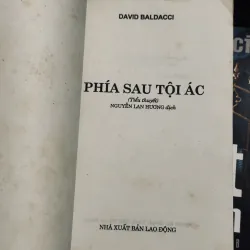 DAVID BALDACCI
PHÍA SAU TỘI ÁC
(Tiểu thuyết)
NGUYỄN LAN HƯƠNG dịch
NHÀ XUẤT BẢN LAO ĐỘNG